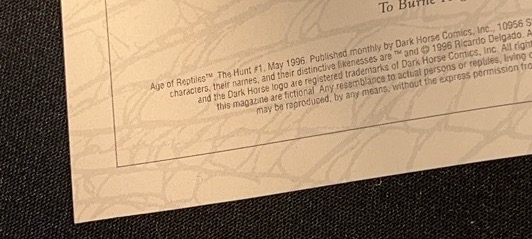 To Burne
Age of Reptiles™ The Hunt #1, May 1996. Published monthly by Dark Horse Comics, Inc., 10956 S
characters, their names, and their distinctive likenesses are ™ and © 1996 Ricardo Delgado. A
and the Dark Horse logo are registered trademarks of Dark Horse Comics, Inc. All righ
this magazine are fictional. Any resemblance to actual persons or reptiles, living o
may be reproduced, by any means, without the express permission fro